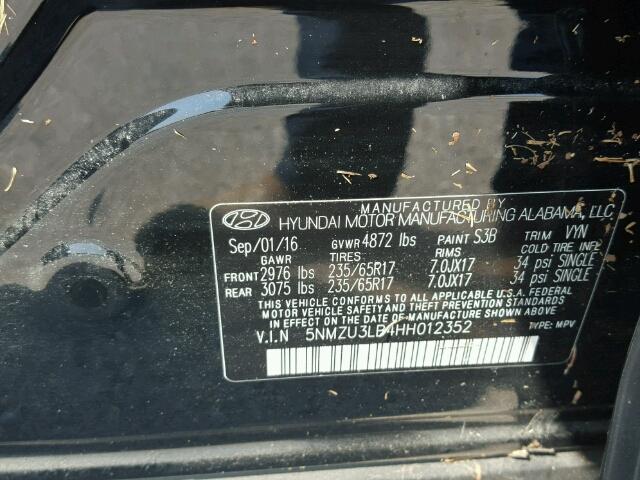 MANUFACTURED BY
HYUNDAI MOTOR MANUFACTURING ALABAMA, LLC
Sep/01/16 GVWR 4872 lbs PAINT S3B TRIM VYN
GAWR TIRES RIMS COLD TIRE INFL
FRONT 2976 lbs 235/65R17 7.0JX17 34 psi SINGLE
REAR 3075 lbs 235/65R17 7.0JX17 34 psi SINGLE
THIS VEHICLE CONFORMS TO ALL APPLICABLE U.S.A. FEDERAL
MOTOR VEHICLE SAFETY AND THEFT PREVENTION STANDARDS
IN EFFECT ON THE DATE OF MANUFACTURE SHOWN ABOVE.
V.I.N 5NMZU3LB4HH012352 TYPE: MPV